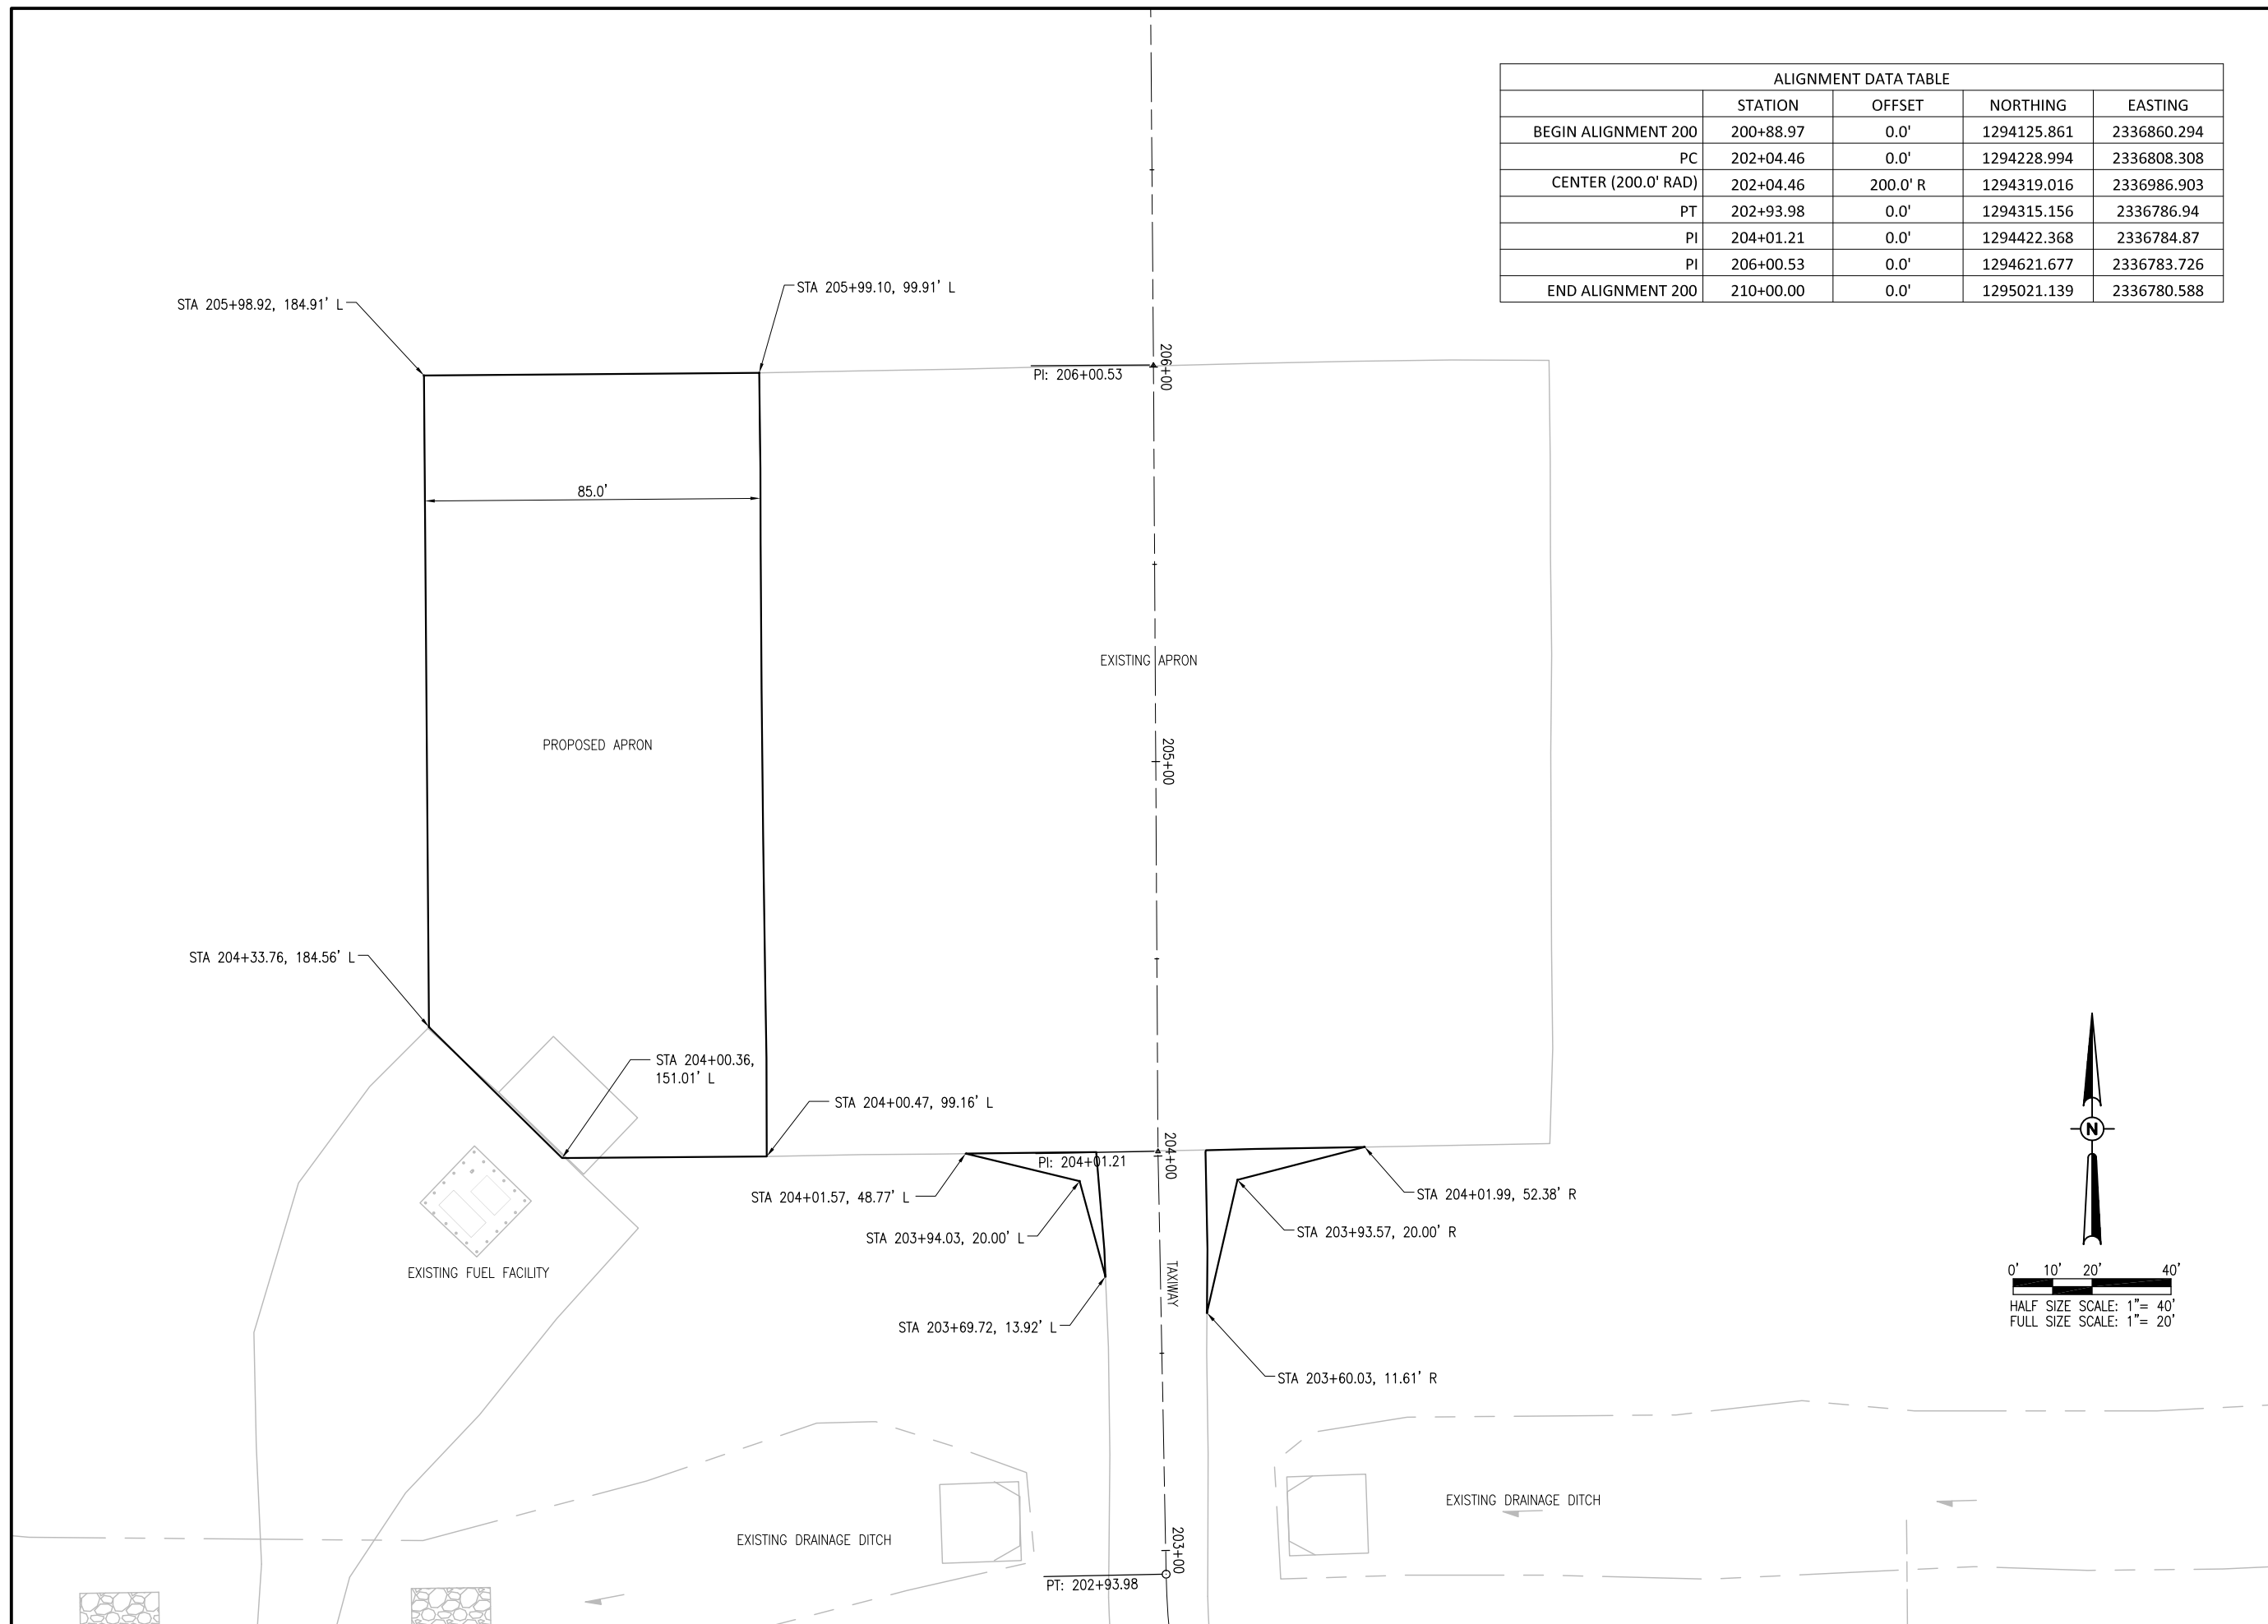 ALIGNMENT DATA TABLE
STATION OFFSET NORTHING EASTING
BEGIN ALIGNMENT 200 200+88.97 0.0' 1294125.861 2336860.294
PC 202+04.46 0.0' 1294228.994 2336808.308
CENTER (200.0' RAD) 202+04.46 200.0' R 1294319.016 2336986.903
PT 202+93.98 0.0' 1294315.156 2336786.94
PI 204+01.21 0.0' 1294422.368 2336784.87
PI 206+00.53 0.0' 1294621.677 2336783.726
END ALIGNMENT 200 210+00.00 0.0' 1295021.139 2336780.588
STA 205+98.92, 184.91' L
STA 205+99.10, 99.91' L
206+00
PI: 206+00.53
85.0'
EXISTING APRON
PROPOSED APRON
205+00
STA 204+33.76, 184.56' L
STA 204+00.36,
151.01' L
STA 204+00.47, 99.16' L
204+00
PI: 204+01.21
STA 204+01.57, 48.77' L
STA 204+01.99, 52.38' R
STA 203+94.03, 20.00' L
STA 203+93.57, 20.00' R
EXISTING FUEL FACILITY
TAXIWAY
STA 203+69.72, 13.92' L
STA 203+60.03, 11.61' R
N
0' 10' 20' 40'
HALF SIZE SCALE: 1"= 40'
FULL SIZE SCALE: 1"= 20'
EXISTING DRAINAGE DITCH
EXISTING DRAINAGE DITCH
203+00
PT: 202+93.98